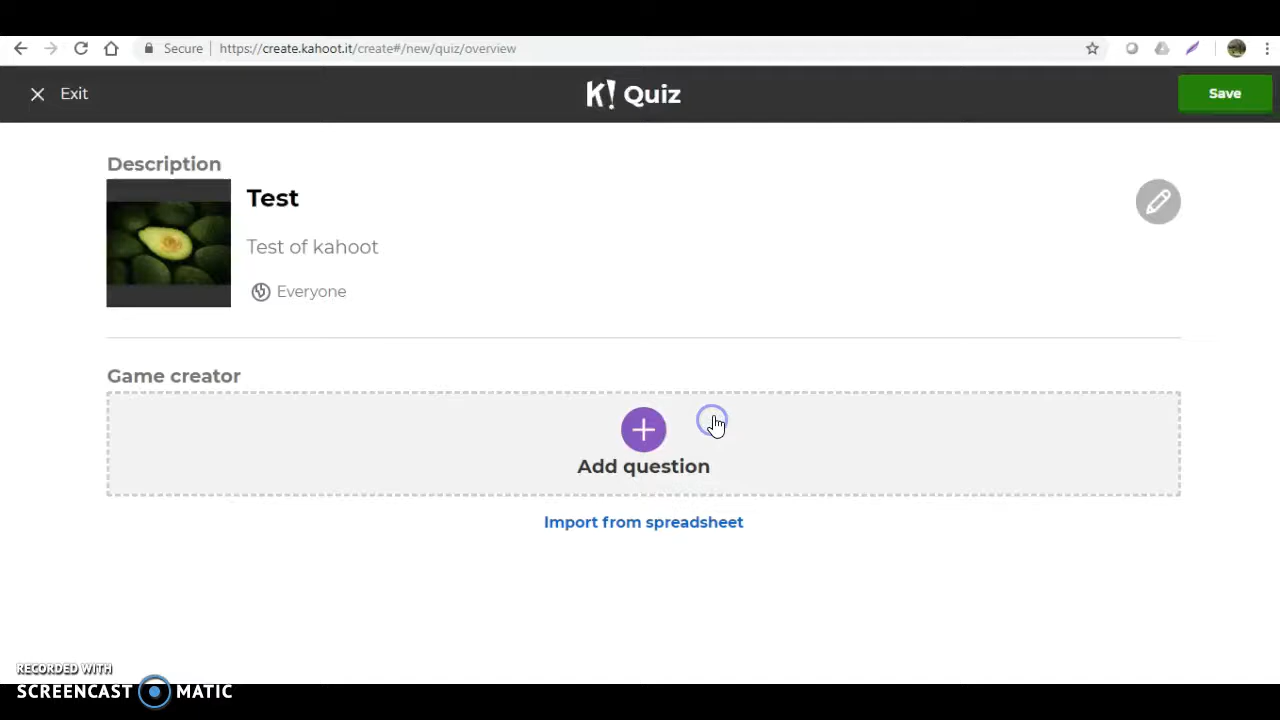 Secure
https://create.kahoot.it/create#/new/quiz/overview
Exit
K! Quiz
Save
Description
Test
Test of kahoot
Everyone
Game creator
Add question
Import from spreadsheet
RECORDED WITH
SCREENCAST MATIC